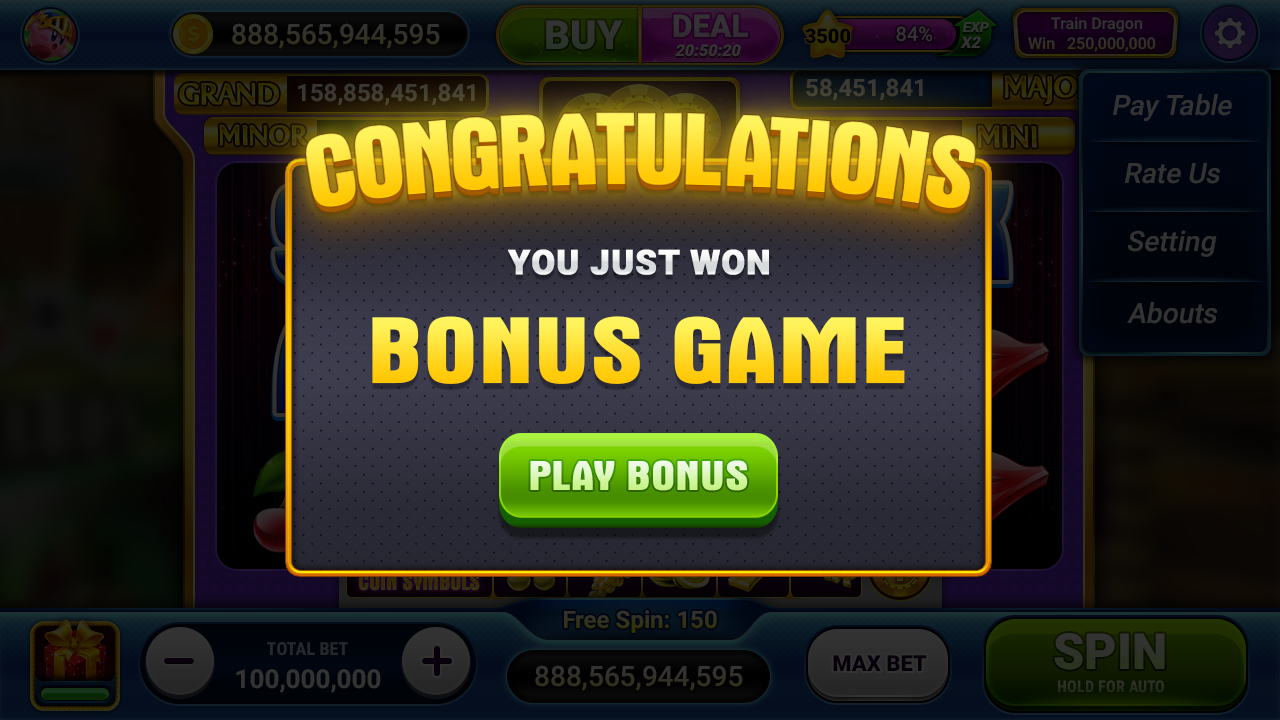 888,565,944,595
BUY
DEAL
20:50:20
3500
84%
EXP
X2
Train Dragon
Win 250,000,000
GRAND
158,858,451,841
58,451,841
MAJO
MINOR
MINI
Pay Table
Rate Us
Setting
Abouts
CONGRATULATIONS
YOU JUST WON
BONUS GAME
PLAY BONUS
COIN SYMBOLS
Free Spin: 150
TOTAL BET
100,000,000
888,565,944,595
MAX BET
SPIN
HOLD FOR AUTO